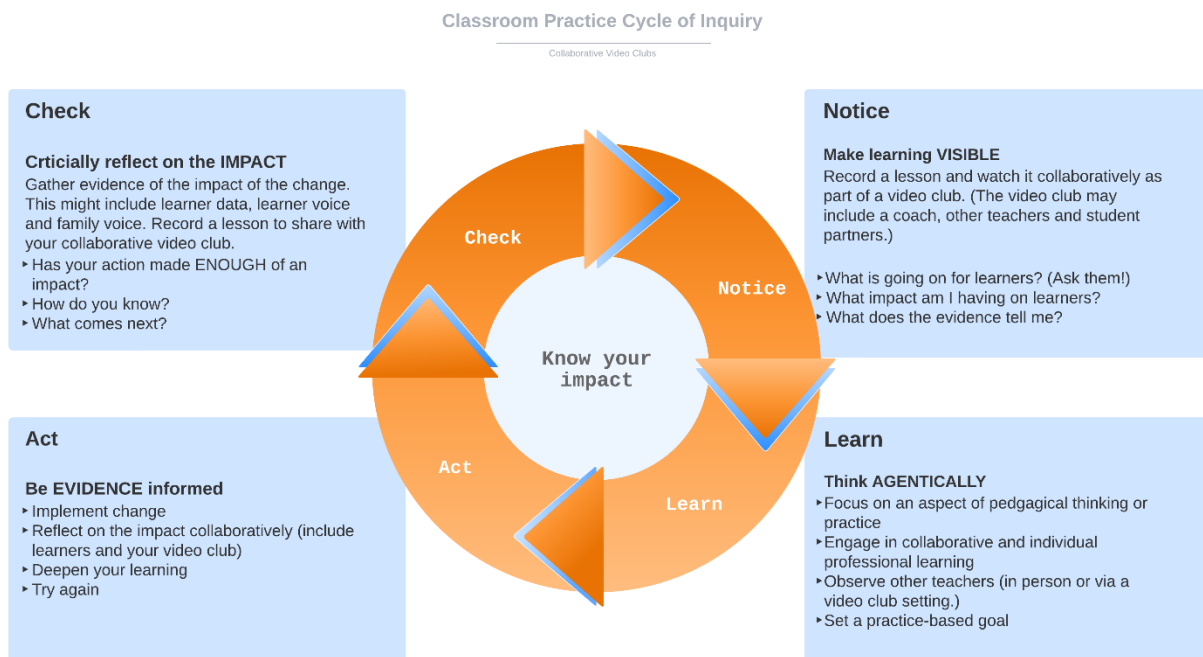 Classroom Practice Cycle of Inquiry
Collaborative Video Clubs
Check
Crticially reflect on the IMPACT
Gather evidence of the impact of the change.
This might include learner data, learner voice
and family voice. Record a lesson to share with
your collaborative video club.
‣Has your action made ENOUGH of an
impact?
‣How do you know?
‣What comes next?
Notice
Make learning VISIBLE
Record a lesson and watch it collaboratively as
part of a video club. (The video club may
include a coach, other teachers and student
partners.)
‣What is going on for learners? (Ask them!)
‣What impact am I having on learners?
‣What does the evidence tell me?
Check
Notice
Know your
impact
Act
Learn
Act
Be EVIDENCE informed
‣Implement change
‣Reflect on the impact collaboratively (include
learners and your video club)
‣Deepen your learning
‣Try again
Learn
Think AGENTICALLY
‣Focus on an aspect of pedgagical thinking or
practice
‣Engage in collaborative and individual
professional learning
‣Observe other teachers (in person or via a
video club setting.)
‣Set a practice-based goal